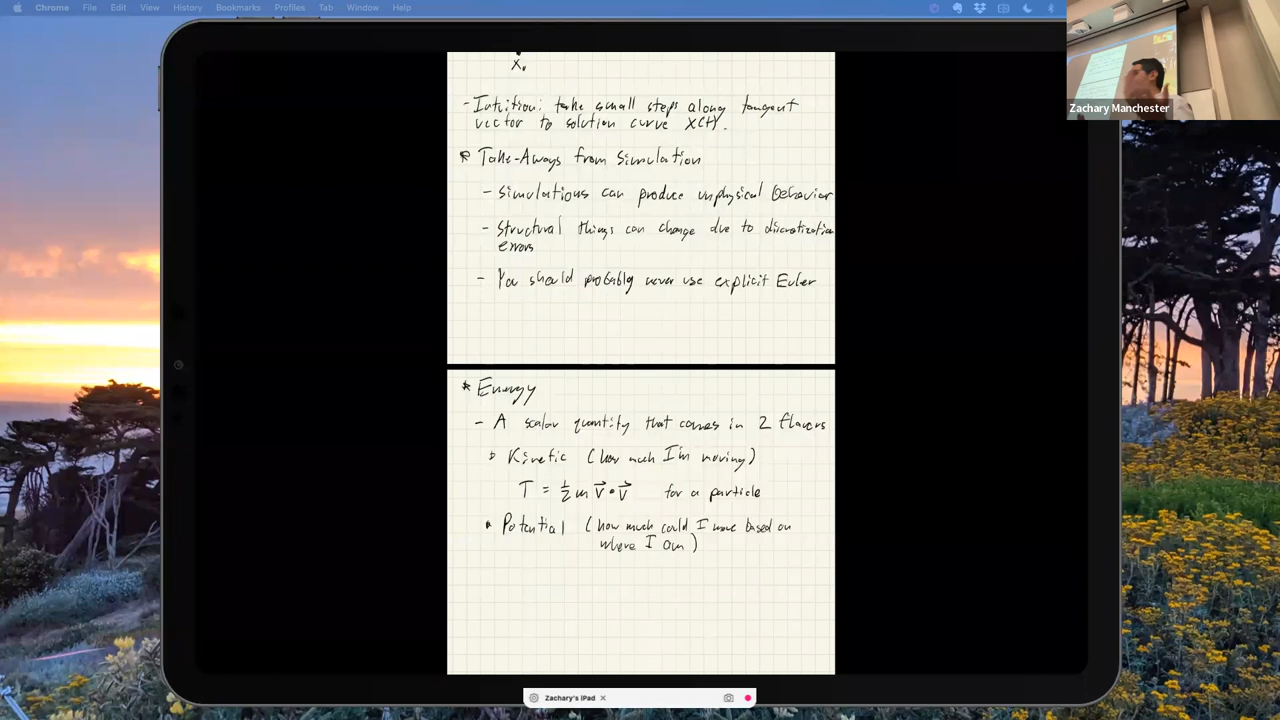 Chrome File Edit View History Bookmarks Profiles Tab Window Help
Zachary Manchester
X₀
- Intuition: take small steps along tangent
vector to solution curve x(t).
* Take-Aways from Simulation
- Simulations can produce unphysical behavior
- Structural things can change due to discretization
errors
- You should probably never use explicit Euler
* Energy
- A scalar quantity that comes in 2 flavors
• Kinetic (how much I'm moving)
T = ½ m v⃗ • v⃗ for a particle
• Potential (how much could I move based on
where I am)
Zachary's iPad